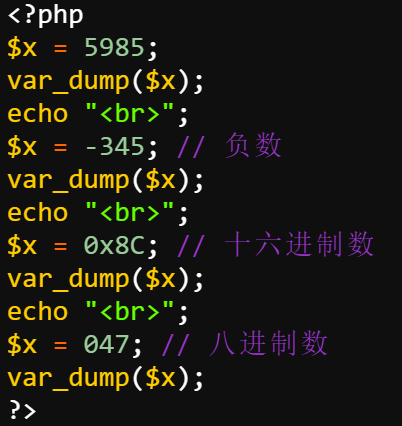 <?php
$x = 5985;
var_dump($x);
echo "<br>";
$x = -345; // 负数
var_dump($x);
echo "<br>";
$x = 0x8C; // 十六进制数
var_dump($x);
echo "<br>";
$x = 047; // 八进制数
var_dump($x);
?>